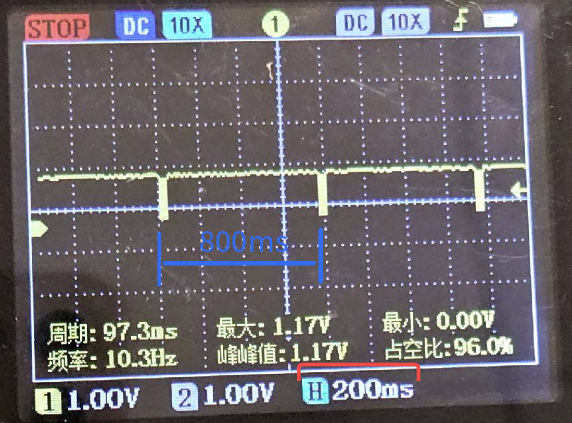 STOP DC 10X 1 DC 10X
800ms
周期: 97.3ms 最大: 1.17V 最小: 0.00V
频率: 10.3Hz 峰峰值: 1.17V 占空比: 96.0%
1 1.00V 2 1.00V H 200ms